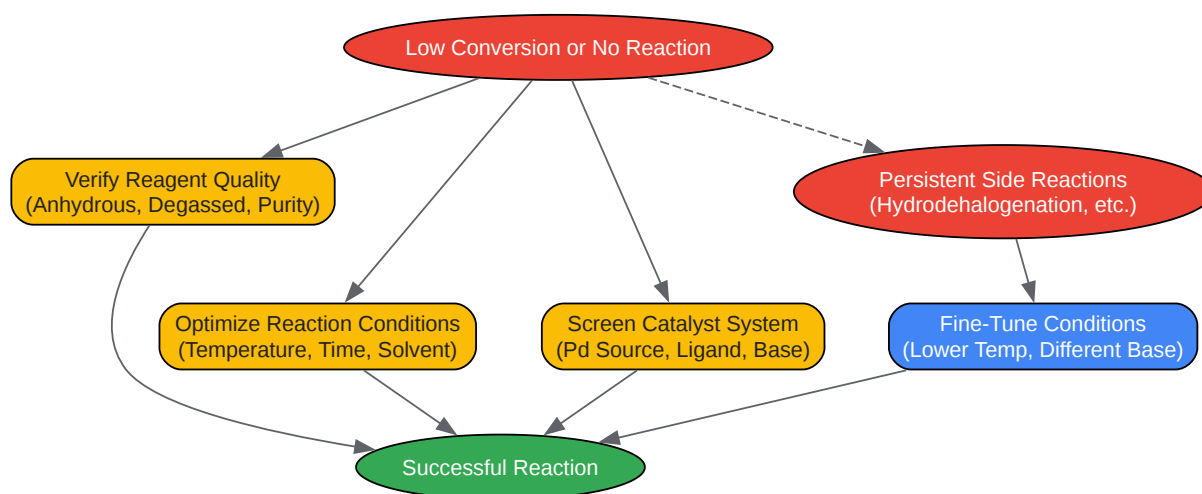 Low Conversion or No Reaction
Verify Reagent Quality
(Anhydrous, Degassed, Purity)
Persistent Side Reactions
(Hydrodehalogenation, etc.)
Optimize Reaction Conditions
(Temperature, Time, Solvent)
Screen Catalyst System
(Pd Source, Ligand, Base)
Fine-Tune Conditions
(Lower Temp, Different Base)
Successful Reaction